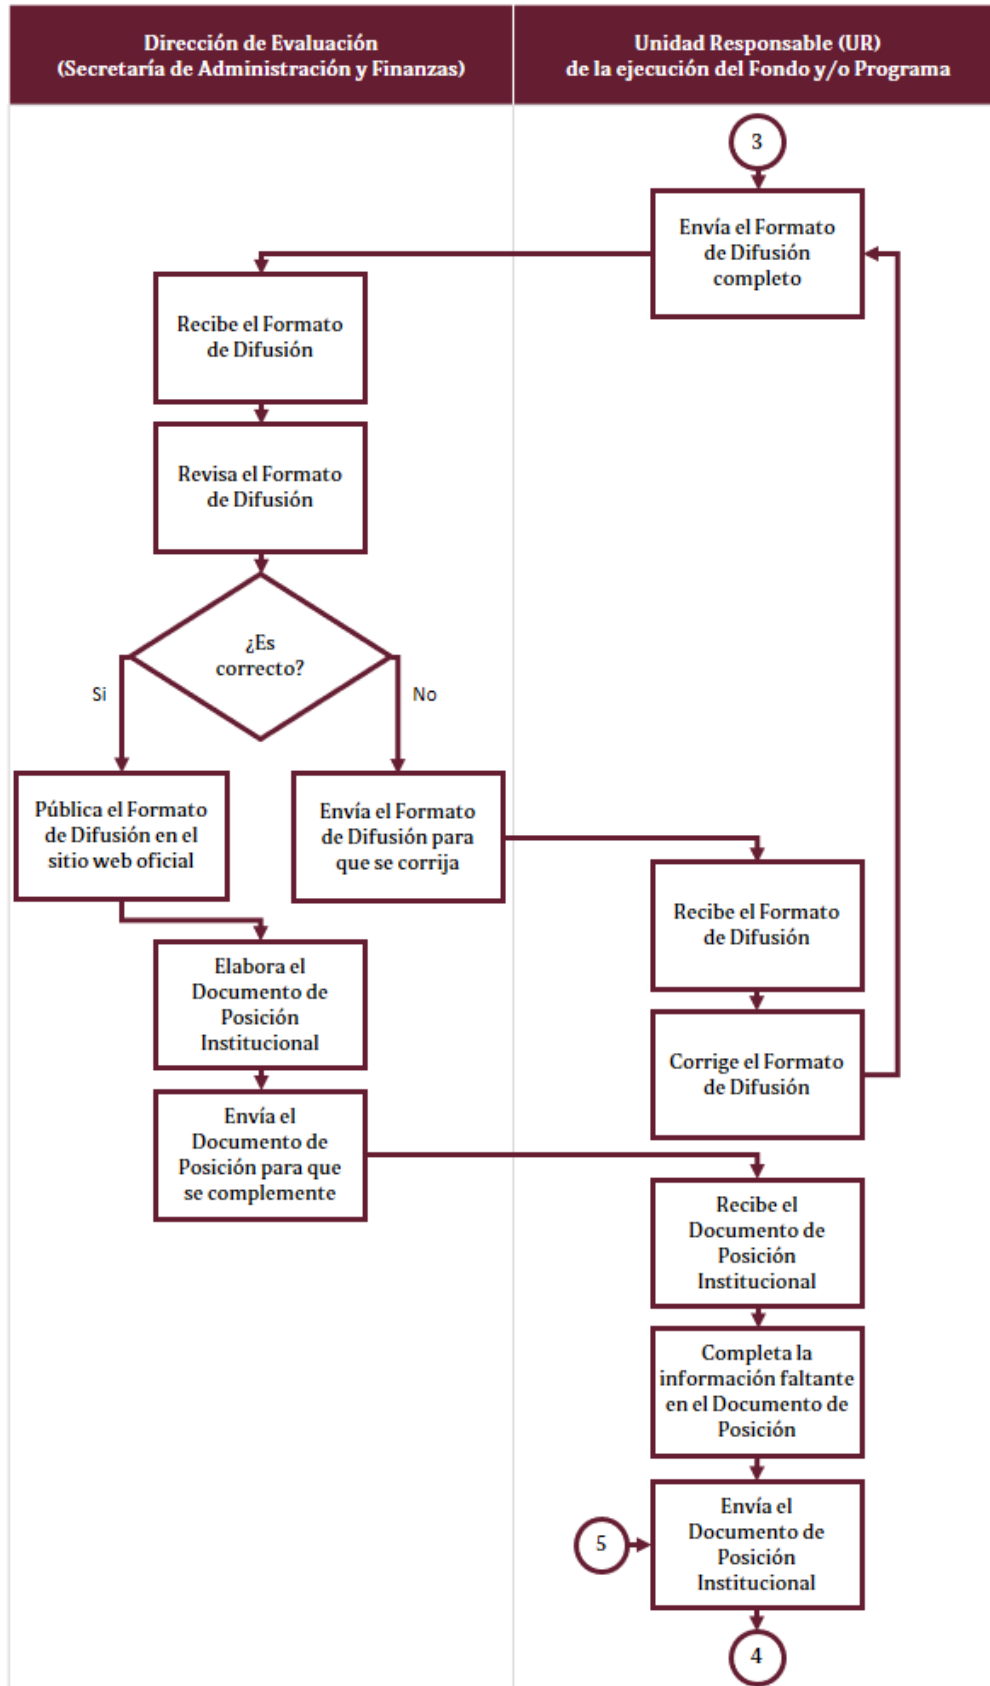 Dirección de Evaluación
(Secretaría de Administración y Finanzas)
Unidad Responsable (UR)
de la ejecución del Fondo y/o Programa
3
Envía el Formato
de Difusión
completo
Recibe el Formato
de Difusión
Revisa el Formato
de Difusión
¿Es
correcto?
Si
No
Pública el Formato
de Difusión en el
sitio web oficial
Envía el Formato
de Difusión para
que se corrija
Recibe el Formato
de Difusión
Corrige el Formato
de Difusión
Elabora el
Documento de
Posición
Institucional
Envía el
Documento de
Posición para que
se complemente
Recibe el
Documento de
Posición
Institucional
Completa la
información faltante
en el Documento de
Posición
5
Envía el
Documento de
Posición
Institucional
4